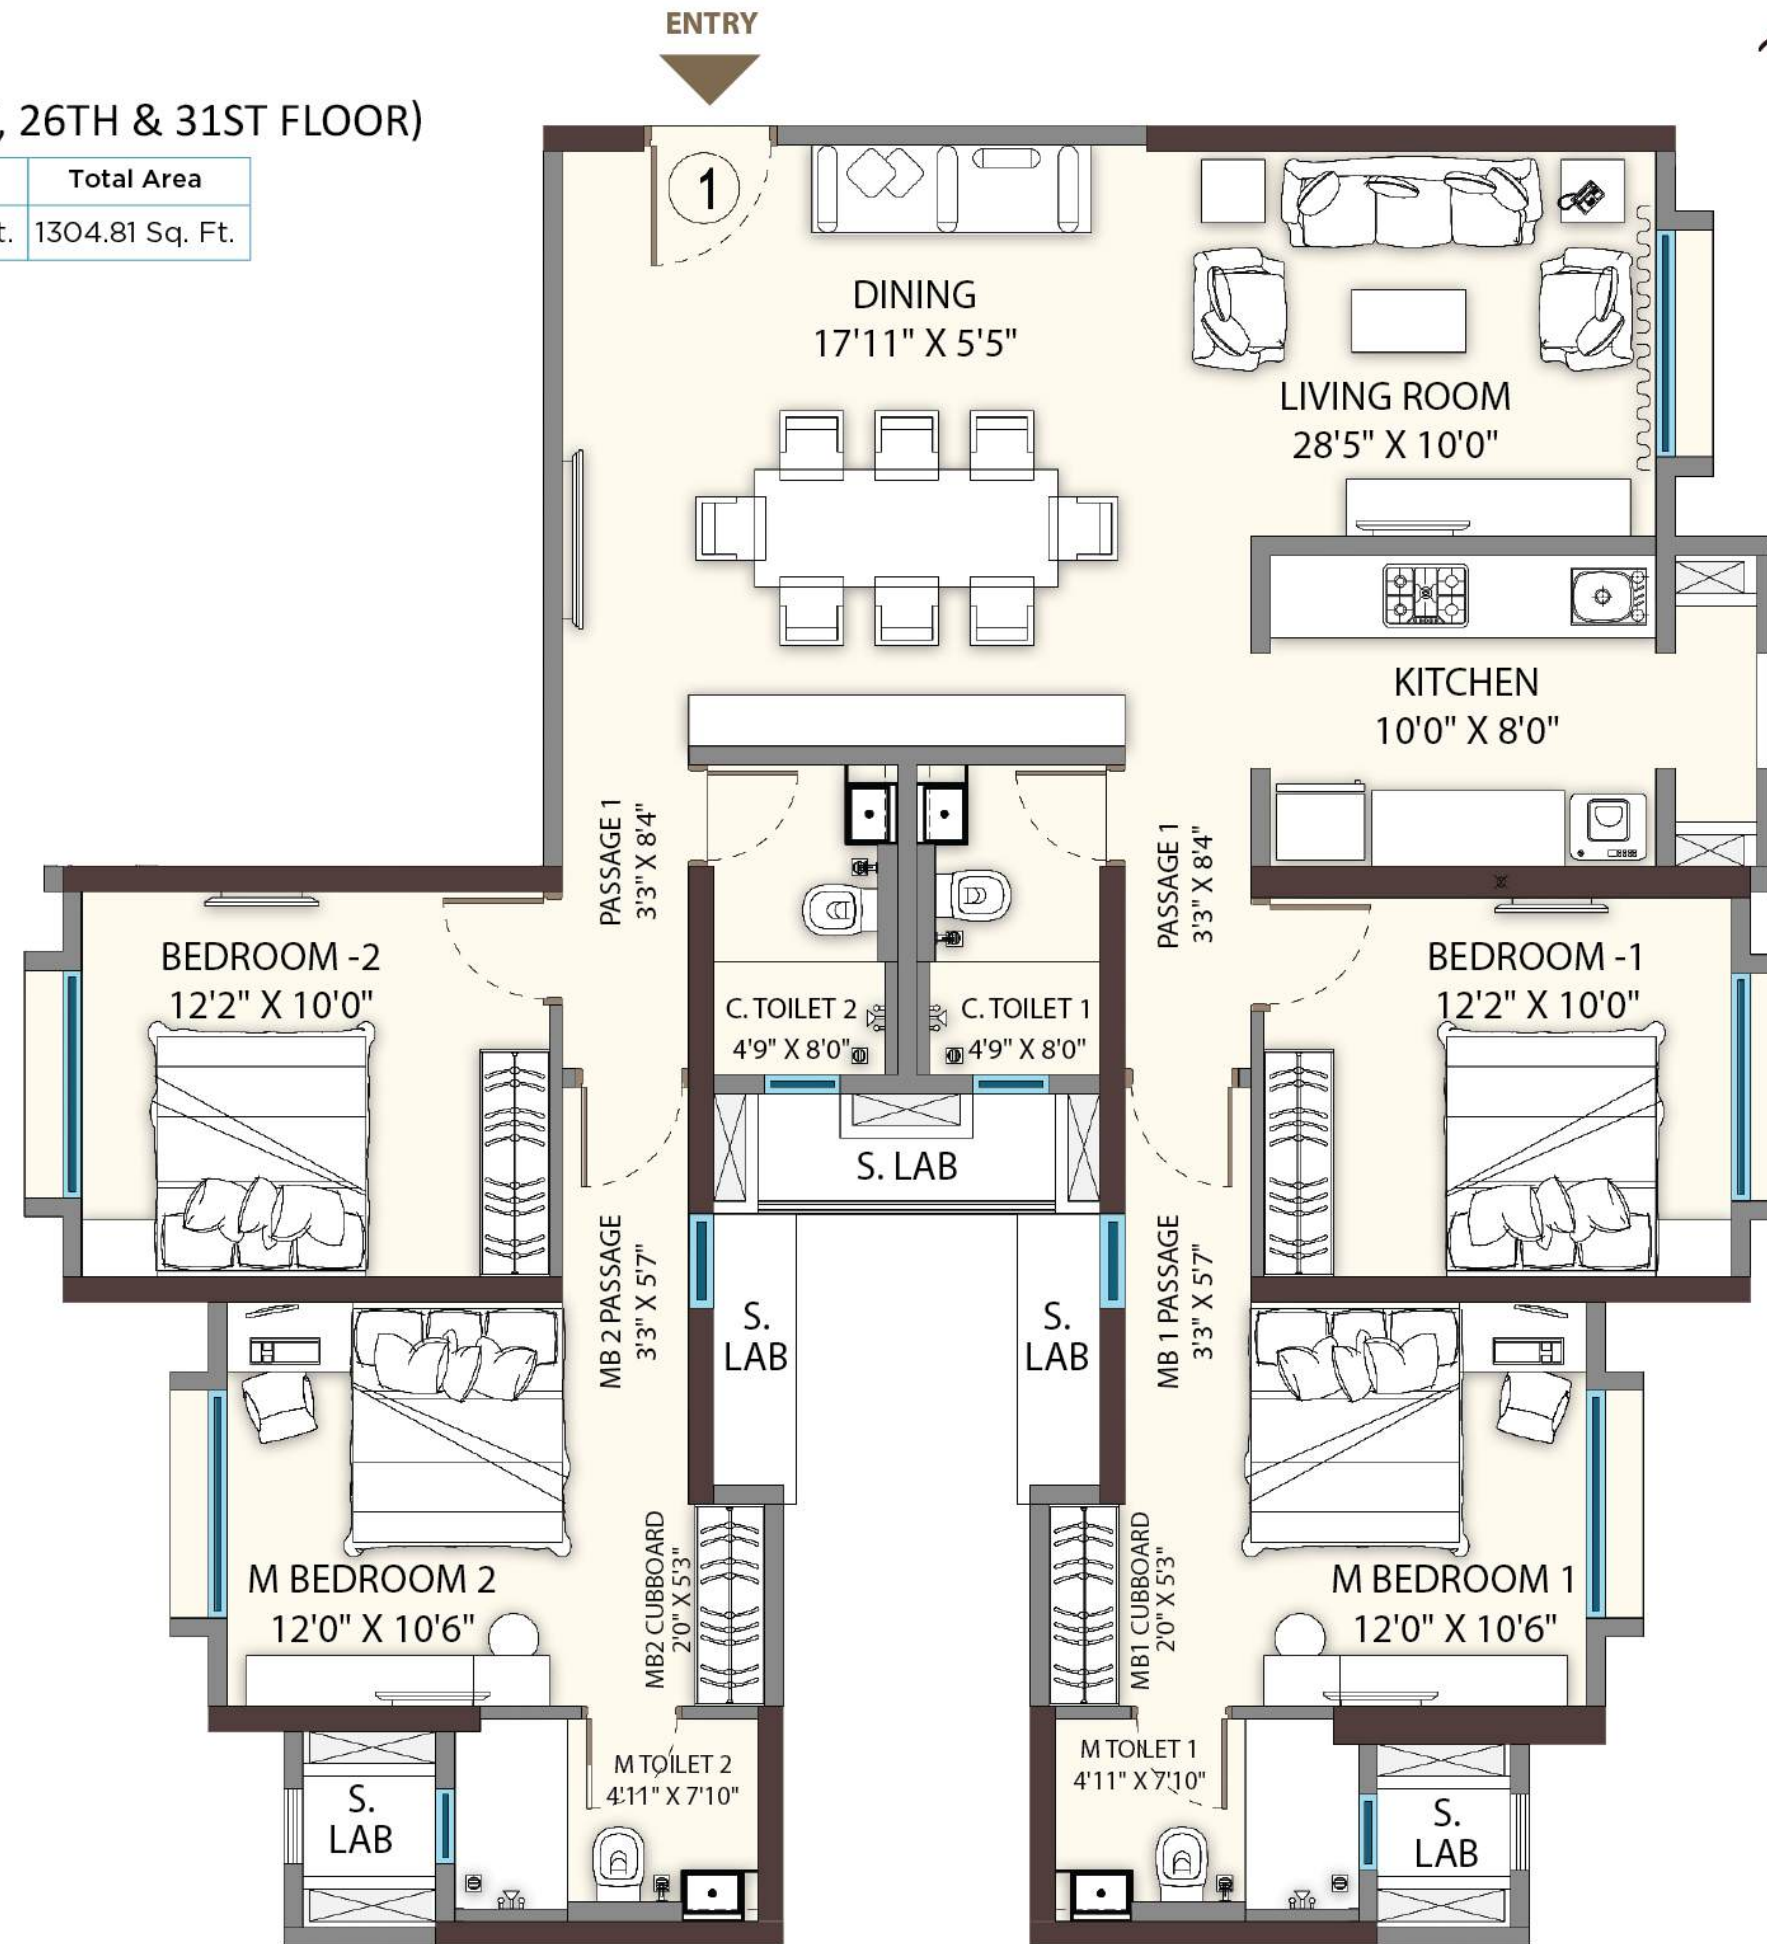 ENTRY
, 26TH & 31ST FLOOR)
Total Area
t. 1304.81 Sq. Ft.
1
DINING
17'11" X 5'5"
LIVING ROOM
28'5" X 10'0"
KITCHEN
10'0" X 8'0"
PASSAGE 1
3'3" X 8'4"
PASSAGE 1
3'3" X 8'4"
BEDROOM -2
12'2" X 10'0"
BEDROOM -1
12'2" X 10'0"
C. TOILET 2
4'9" X 8'0"
C. TOILET 1
4'9" X 8'0"
S. LAB
MB 2 PASSAGE
3'3" X 5'7"
S.
LAB
S.
LAB
MB 1 PASSAGE
3'3" X 5'7"
M BEDROOM 2
12'0" X 10'6"
MB2 CUBBOARD
2'0" X 5'3"
MB1 CUBBOARD
2'0" X 5'3"
M BEDROOM 1
12'0" X 10'6"
M TOILET 2
4'11" X 7'10"
M TOILET 1
4'11" X 7'10"
S.
LAB
S.
LAB